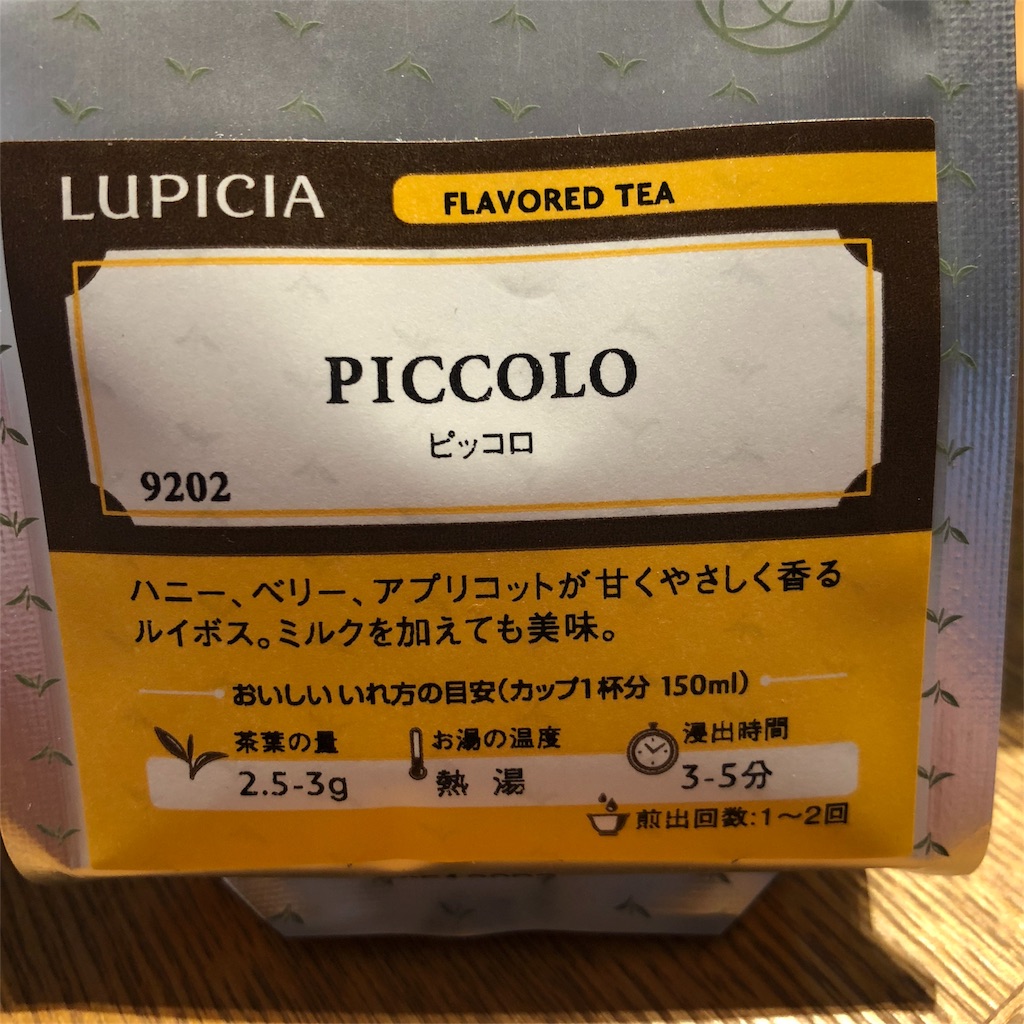 LUPICIA
FLAVORED TEA
PICCOLO
ピッコロ
9202
ハニー、ベリー、アプリコットが甘くやさしく香る
ルイボス。ミルクを加えても美味。
おいしいいれ方の目安(カップ1杯分 150ml)
茶葉の量
2.5-3g
お湯の温度
熱 湯
浸出時間
3-5分
煎出回数:1〜2回